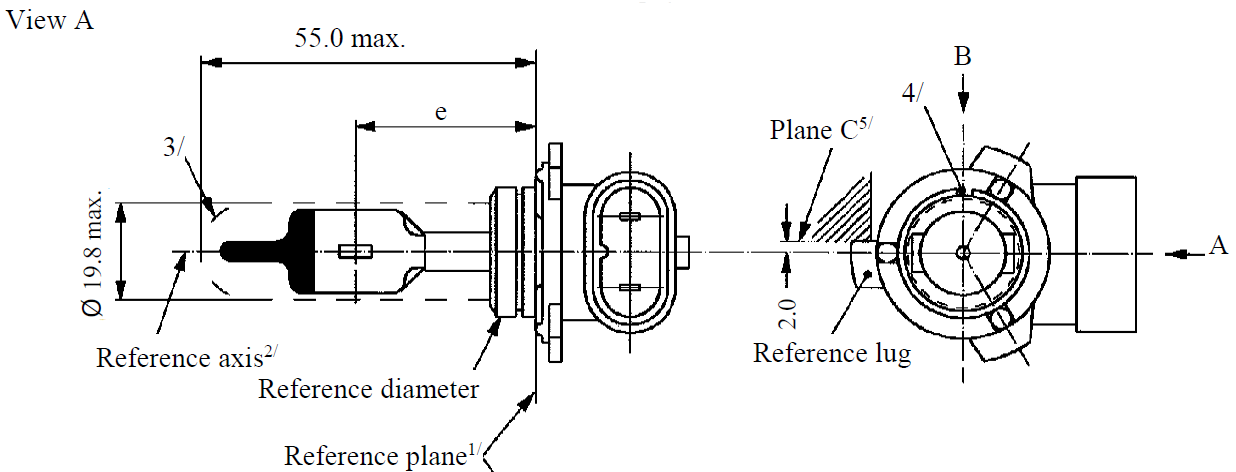 View A
55.0 max.
B
e
4/
Plane C5/
3/
Ø 19.8 max.
A
2.0
Reference axis2/
Reference lug
Reference diameter
Reference plane1/